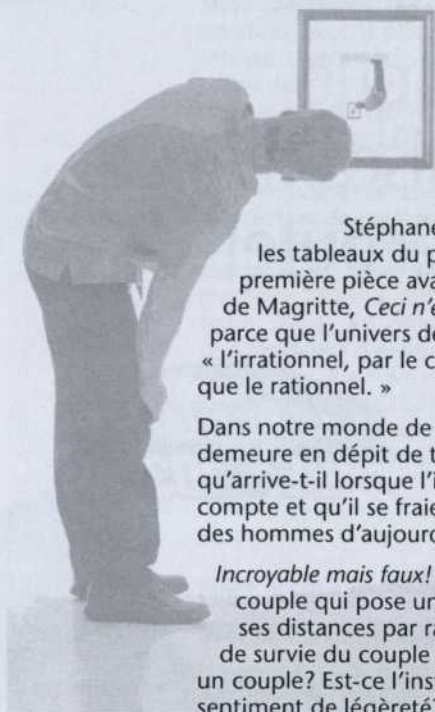 Stéphane
les tableaux du p
première pièce ava
de Magritte, Ceci n'e
parce que l'univers de
« l'irrationnel, par le c
que le rationnel. »
Dans notre monde de
demeure en dépit de t
qu'arrive-t-il lorsque l'i
compte et qu'il se fraie
des hommes d'aujourd
Incroyable mais faux!
couple qui pose un
ses distances par ra
de survie du couple
un couple? Est-ce l'inst
sentiment de légèreté?